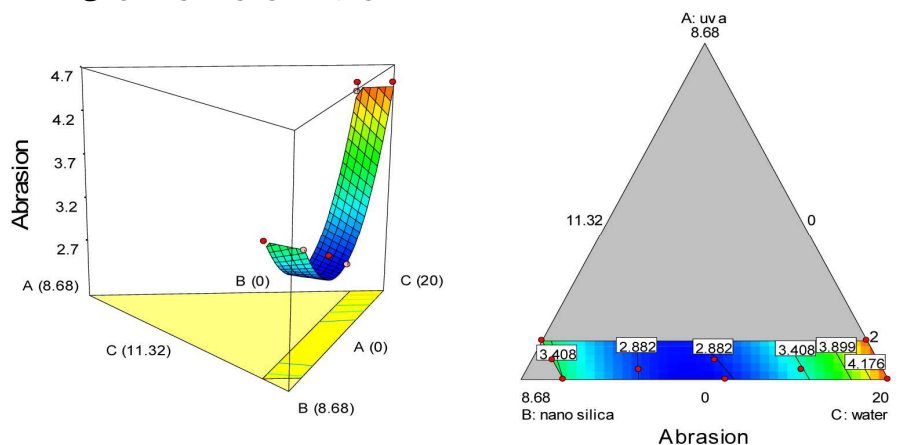 4.7
4.2
3.7
3.2
2.7
Abrasion
A (8.68)
B (0)
C (20)
C (11.32)
A (0)
B (8.68)
A: uva
8.68
11.32
0
2
3.408
2.882
2.882
3.408
3.899
4.176
8.68
0
20
B: nano silica
C: water
Abrasion